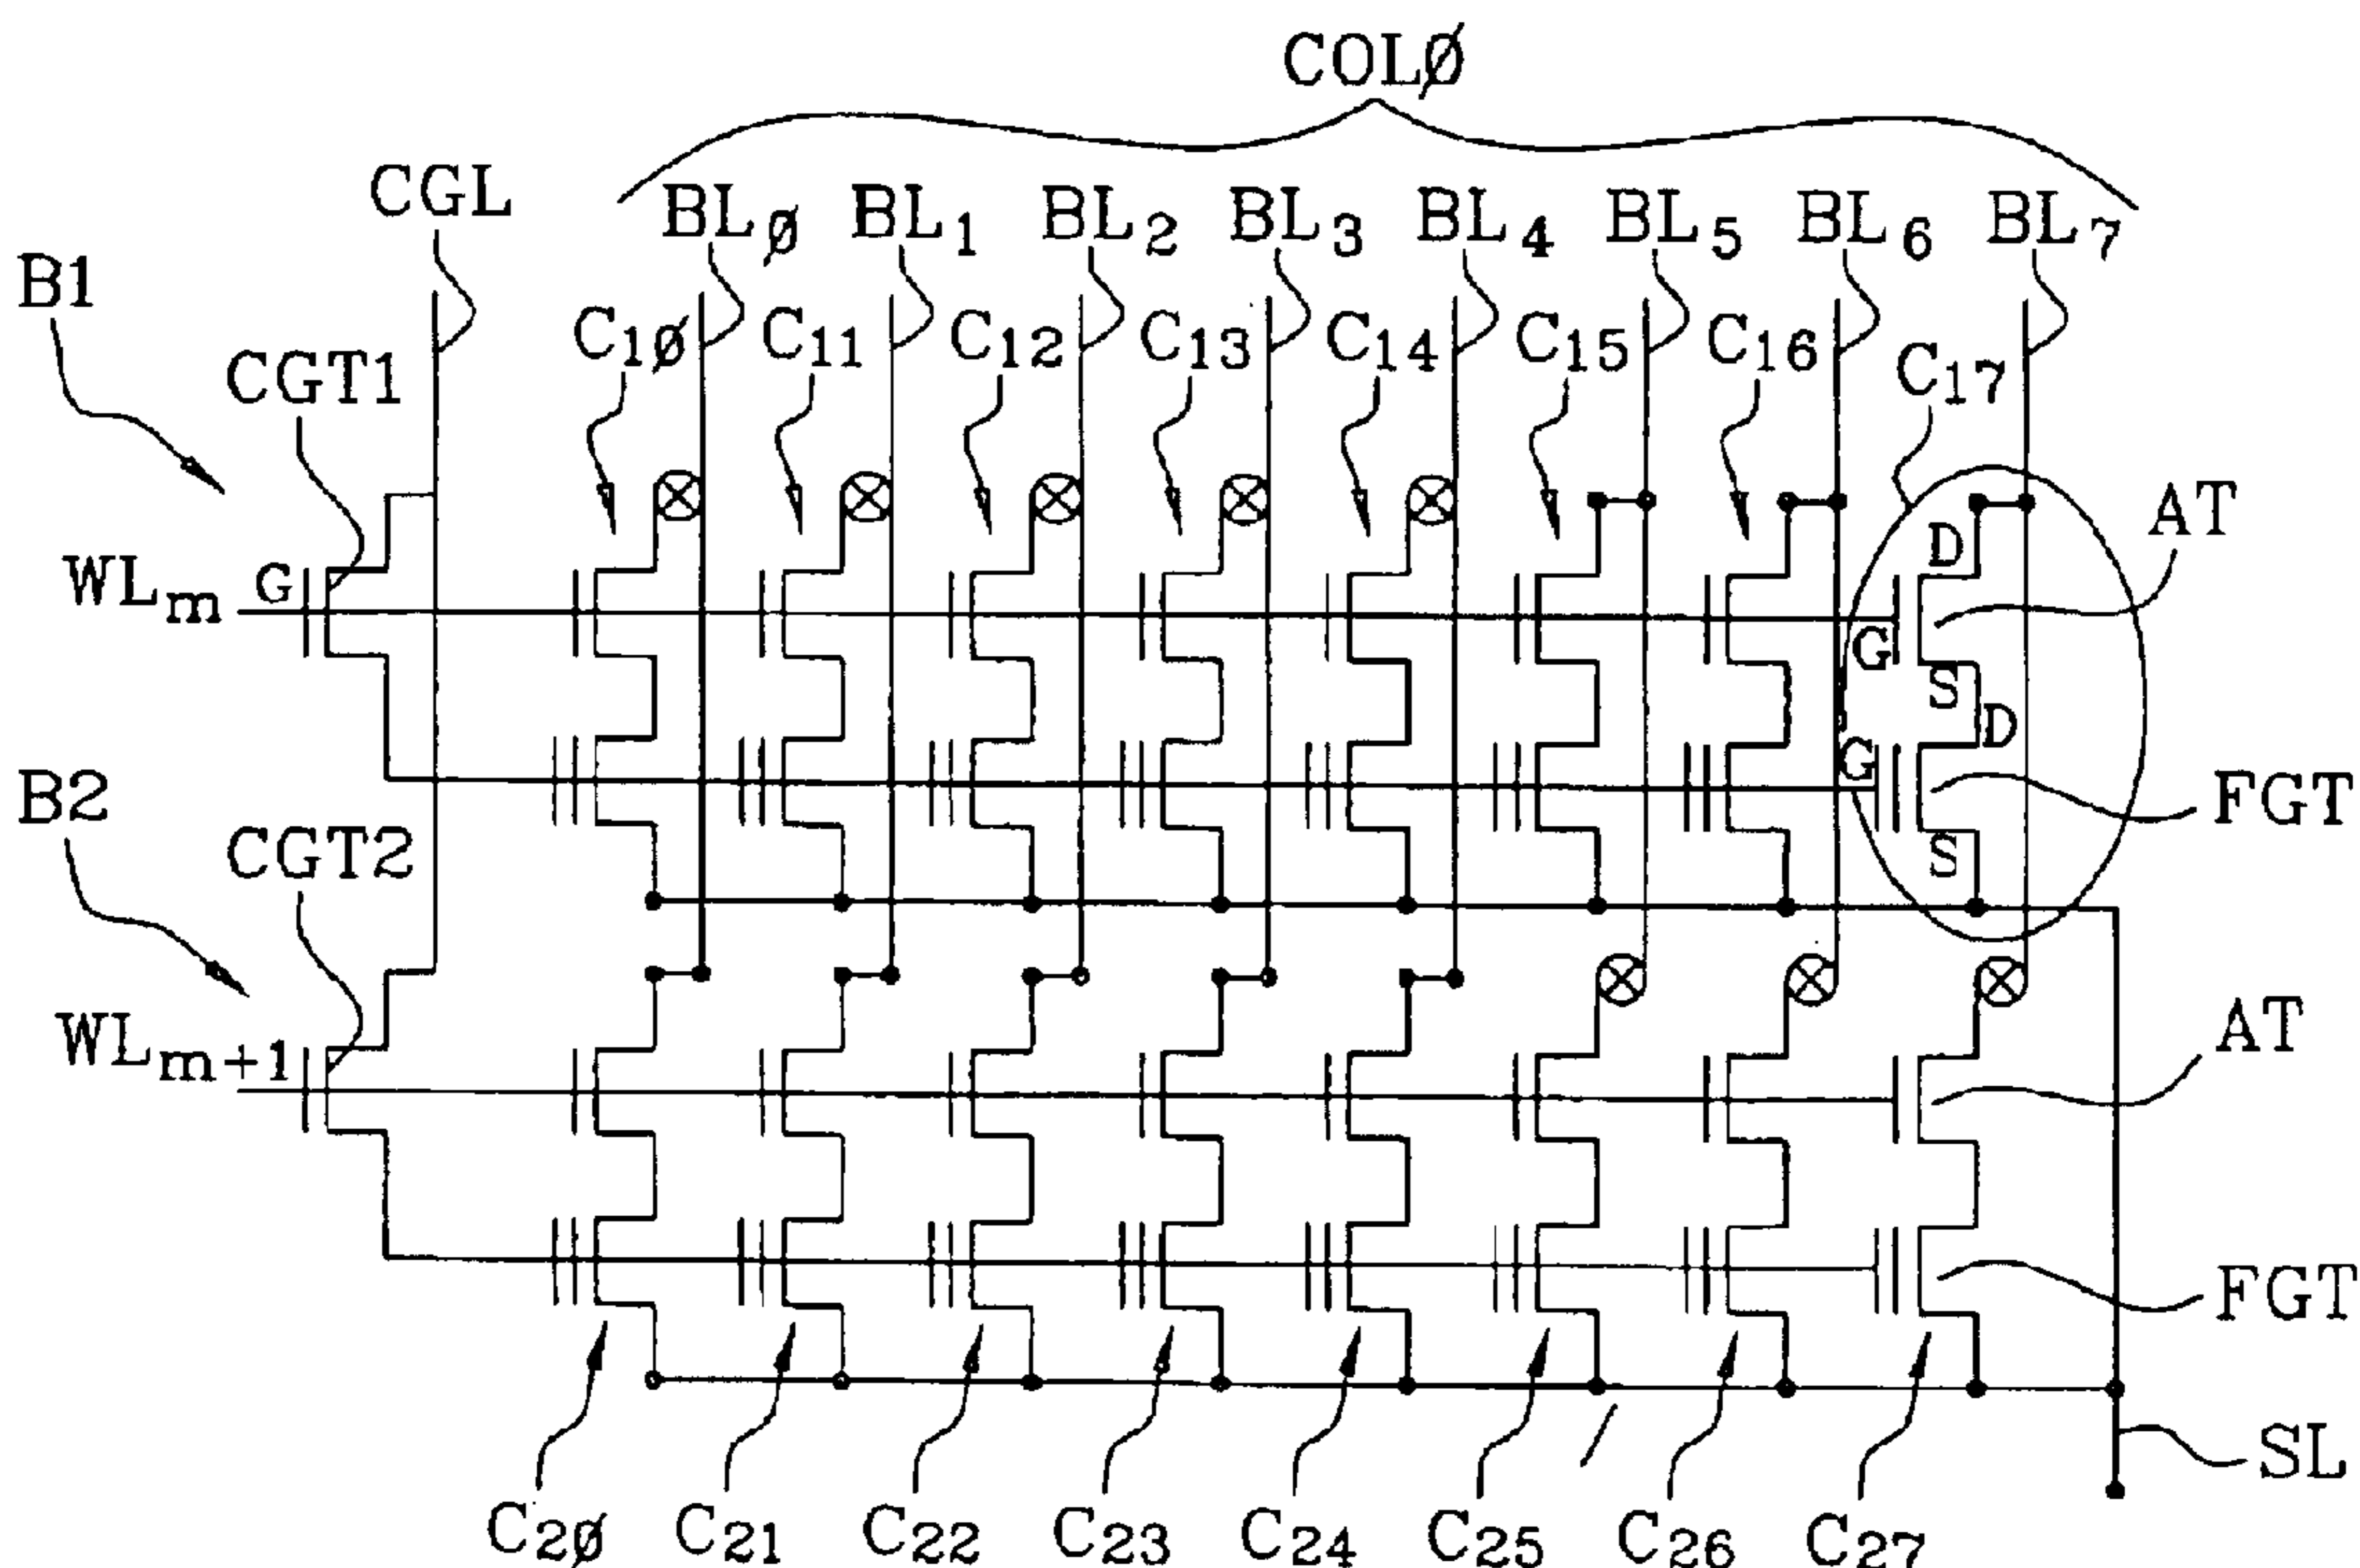 COLØ
CGL BLØ BL1 BL2 BL3 BL4 BL5 BL6 BL7
B1
C1Ø C11 C12 C13 C14 C15 C16 C17
CGT1
AT
D
WLm G
G
S
D
B2
G
FGT
CGT2
S
WLm+1
AT
FGT
SL
C2Ø C21 C22 C23 C24 C25 C26 C27